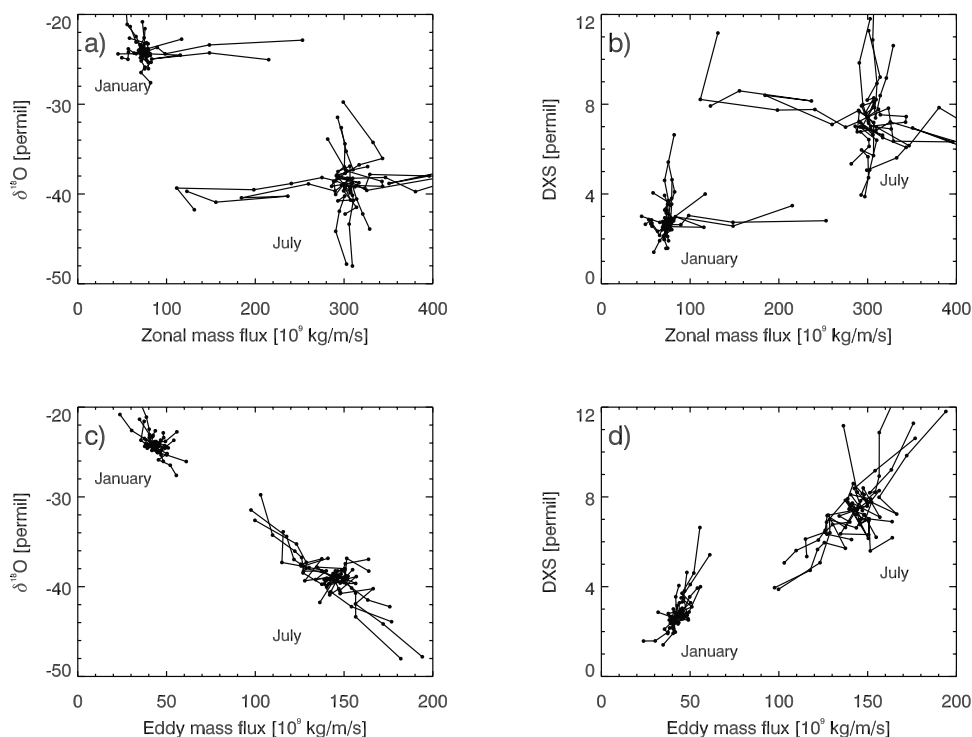 -20
-30
-40
-50
δ¹⁸O [permil]
a)
January
July
0
100
200
300
400
Zonal mass flux [10⁹ kg/m/s]
12
8
4
0
DXS [permil]
b)
July
January
0
100
200
300
400
Zonal mass flux [10⁹ kg/m/s]
-20
-30
-40
-50
δ¹⁸O [permil]
c)
January
July
0
50
100
150
200
Eddy mass flux [10⁹ kg/m/s]
12
8
4
0
DXS [permil]
d)
July
January
0
50
100
150
200
Eddy mass flux [10⁹ kg/m/s]